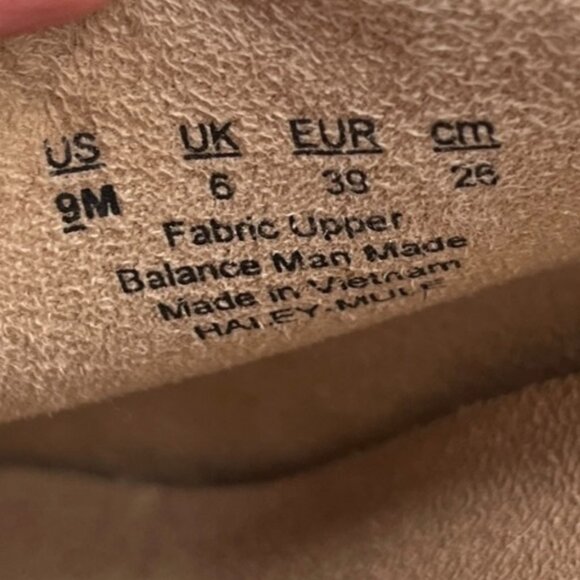 US UK EUR cm
9M 6 39 26
Fabric Upper
Balance Man Made
Made in Vietnam
HALEY-MULE